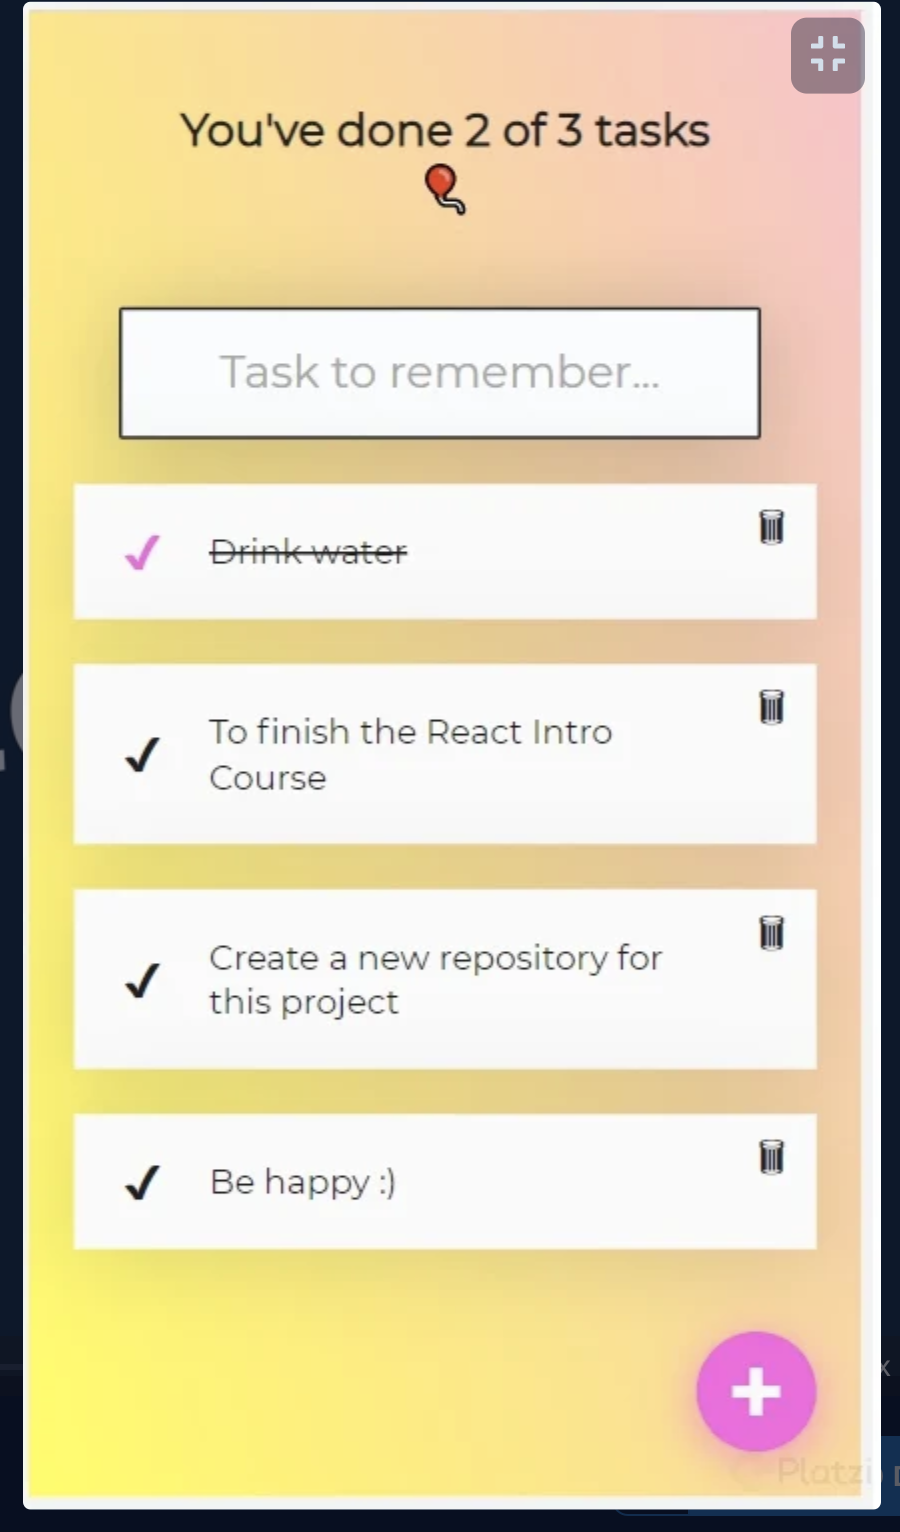 You've done 2 of 3 tasks
Task to remember...
Drink water
To finish the React Intro
Course
Create a new repository for
this project
Be happy :)
Platzi